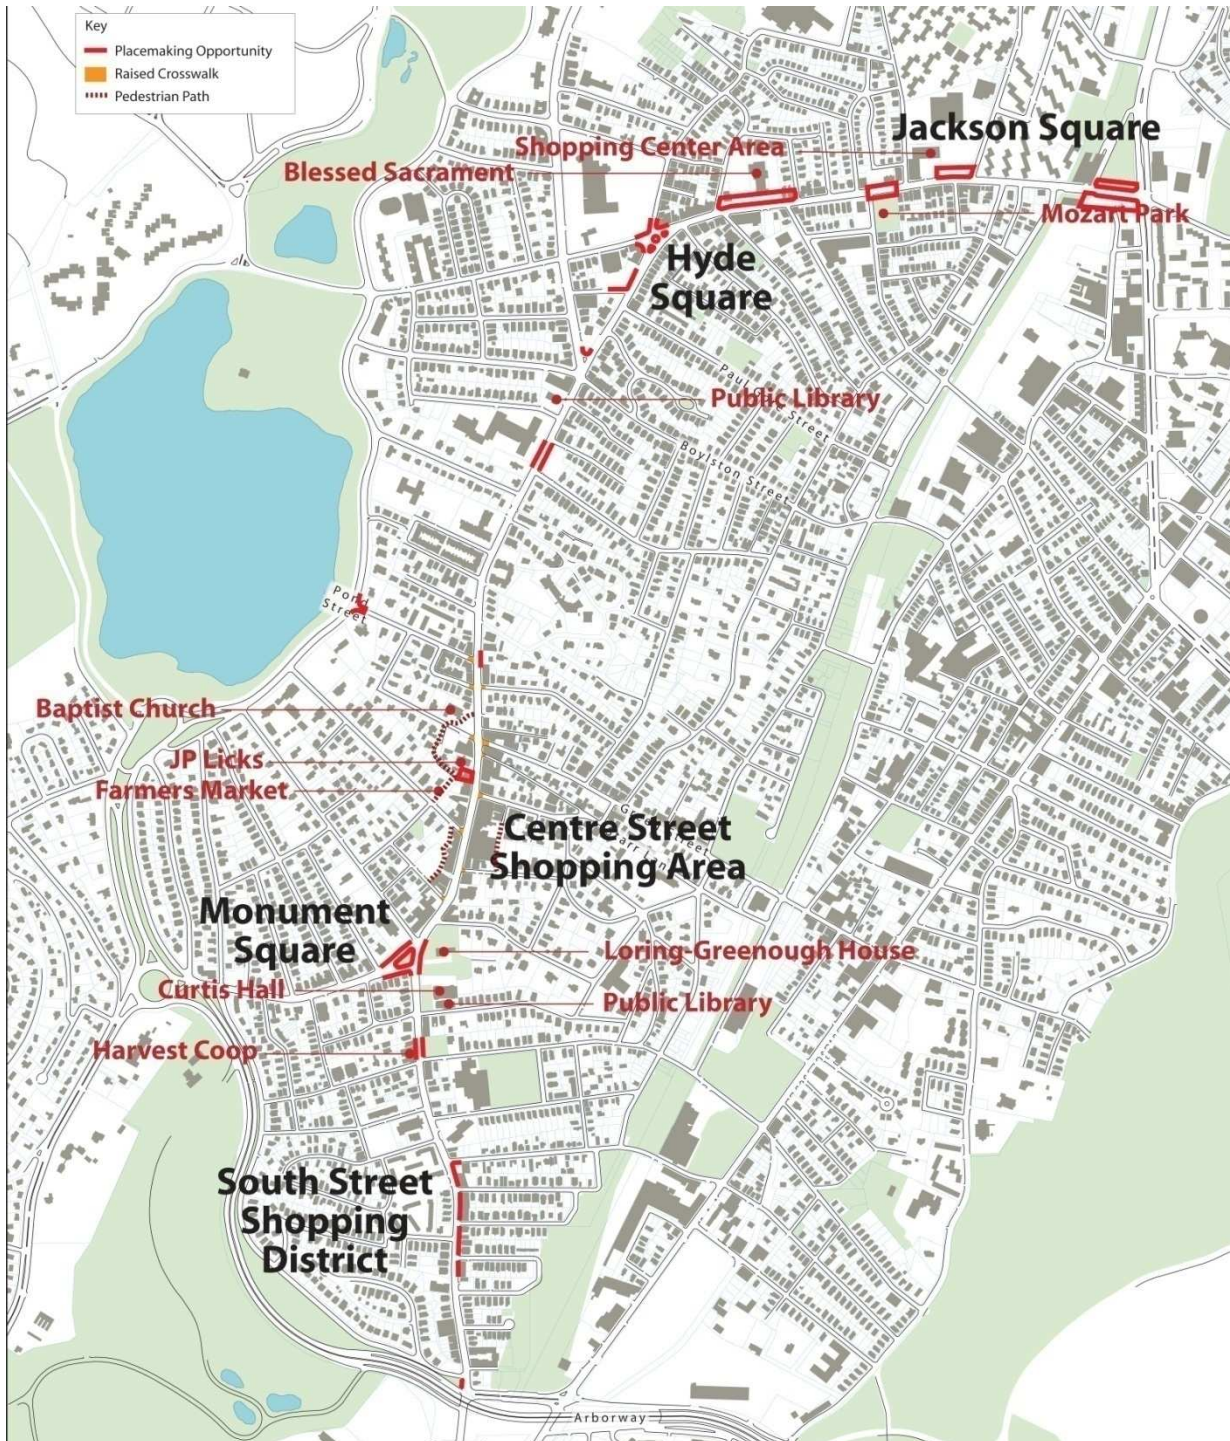 Key
Placemaking Opportunity
Raised Crosswalk
Pedestrian Path
Jackson Square
Shopping Center Area
Blessed Sacrament
Mozart Park
Hyde
Square
Public Library
Boylston Street
Pond
Street
Baptist Church
JP Licks
Farmers Market
Centre Street
Shopping Area
Monument
Square
Loring-Greenough House
Curtis Hall
Public Library
Harvest Coop
South Street
Shopping
District
Arborway